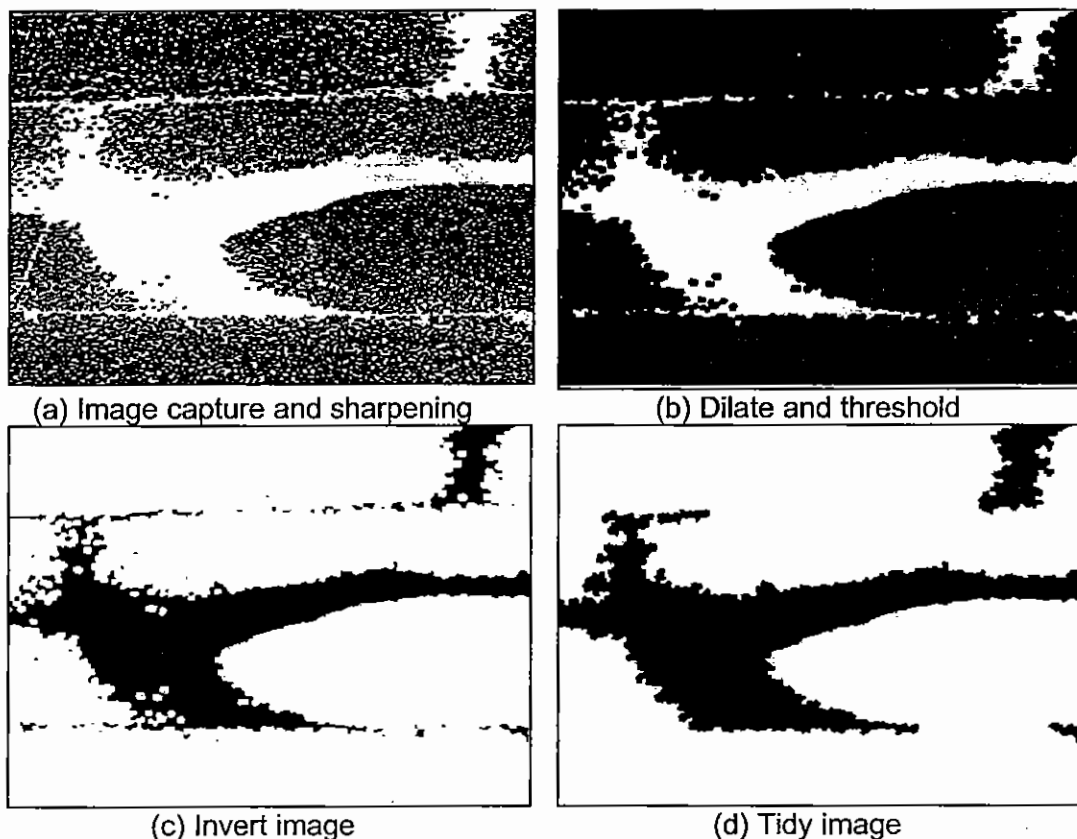 (a) Image capture and sharpening
(b) Dilate and threshold
(c) Invert image
(d) Tidy image